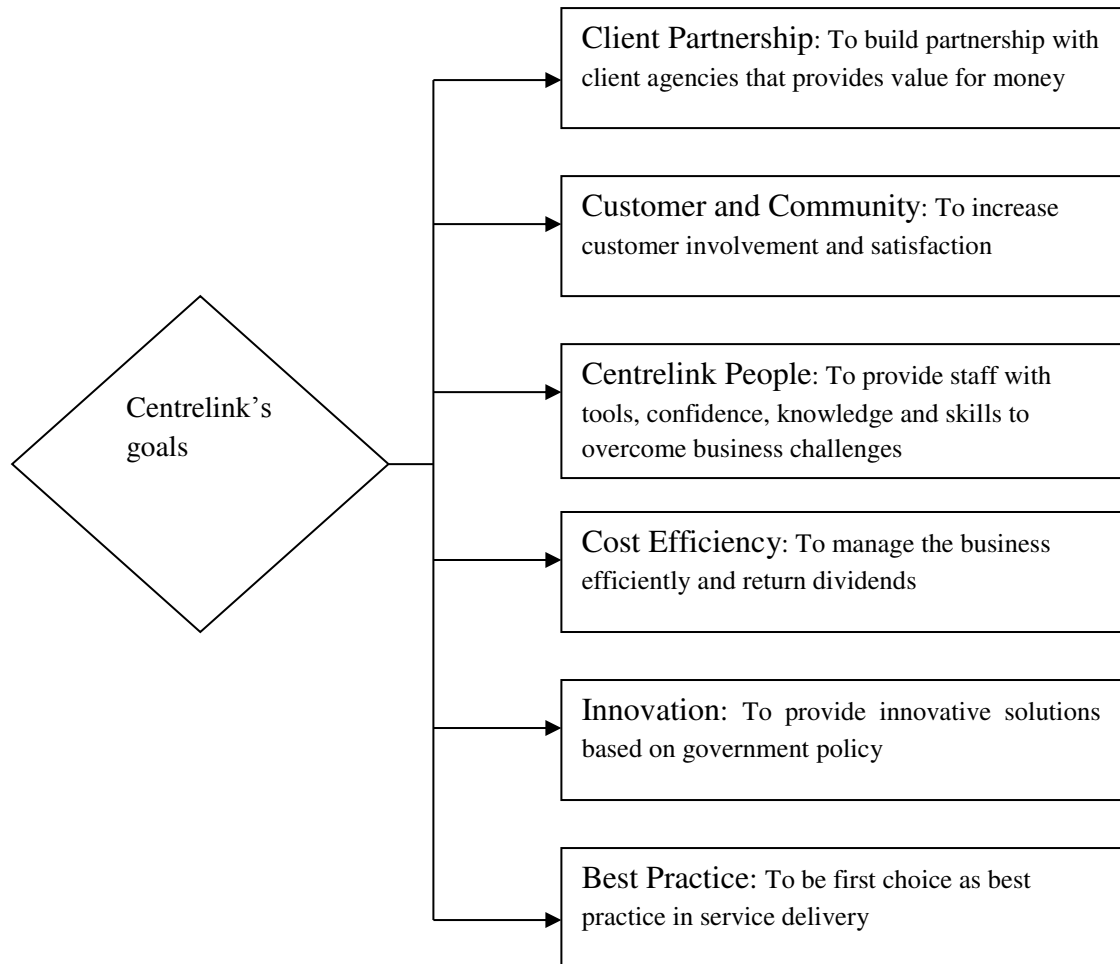 Client Partnership: To build partnership with
client agencies that provides value for money
Customer and Community: To increase
customer involvement and satisfaction
Centrelink's
goals
Centrelink People: To provide staff with
tools, confidence, knowledge and skills to
overcome business challenges
Cost Efficiency: To manage the business
efficiently and return dividends
Innovation: To provide innovative solutions
based on government policy
Best Practice: To be first choice as best
practice in service delivery